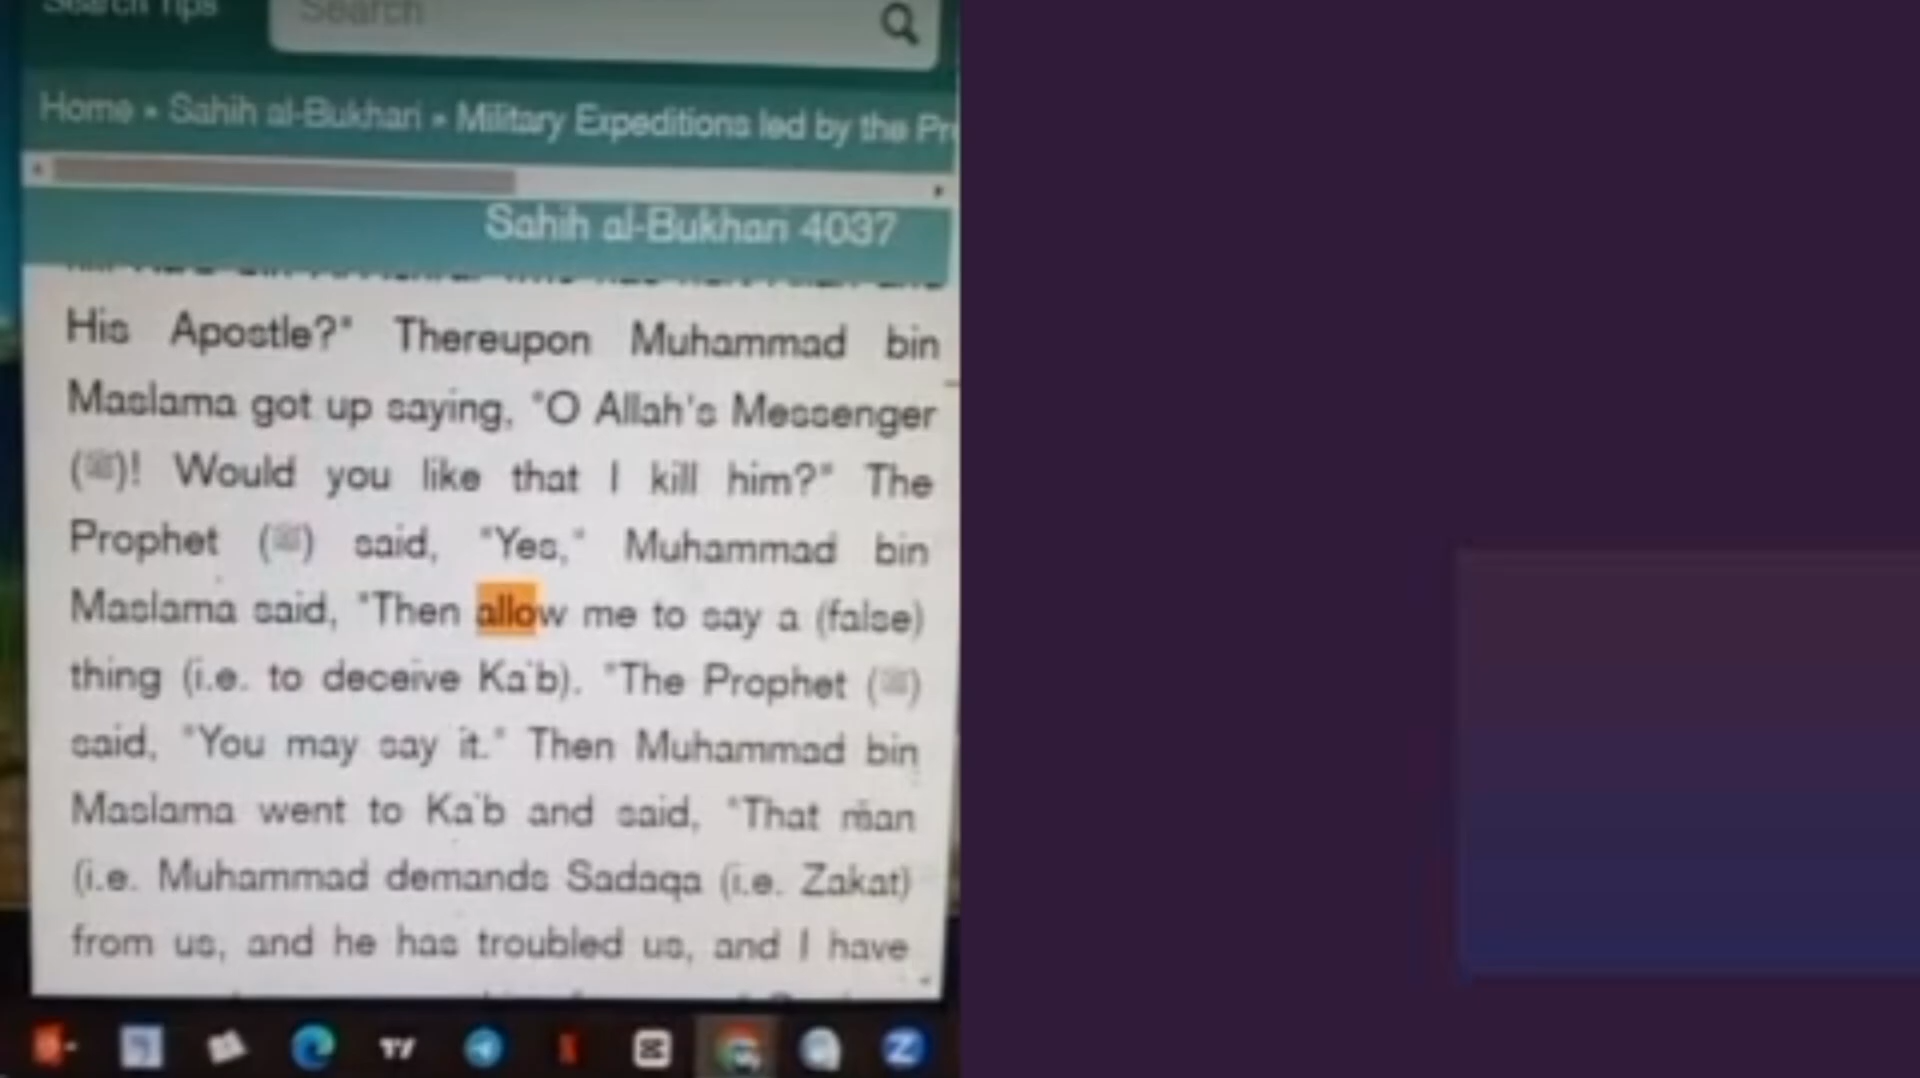 Search Tips
Search
Home » Sahih al-Bukhari » Military Expeditions led by the Pr
Sahih al-Bukhari 4037
His Apostle?" Thereupon Muhammad bin
Maslama got up saying, "O Allah's Messenger
(ﷺ)! Would you like that I kill him?" The
Prophet (ﷺ) said, "Yes," Muhammad bin
Maslama said, "Then allow me to say a (false)
thing (i.e. to deceive Ka`b). "The Prophet (ﷺ)
said, "You may say it." Then Muhammad bin
Maslama went to Ka`b and said, "That man
(i.e. Muhammad demands Sadaqa (i.e. Zakat)
from us, and he has troubled us, and I have